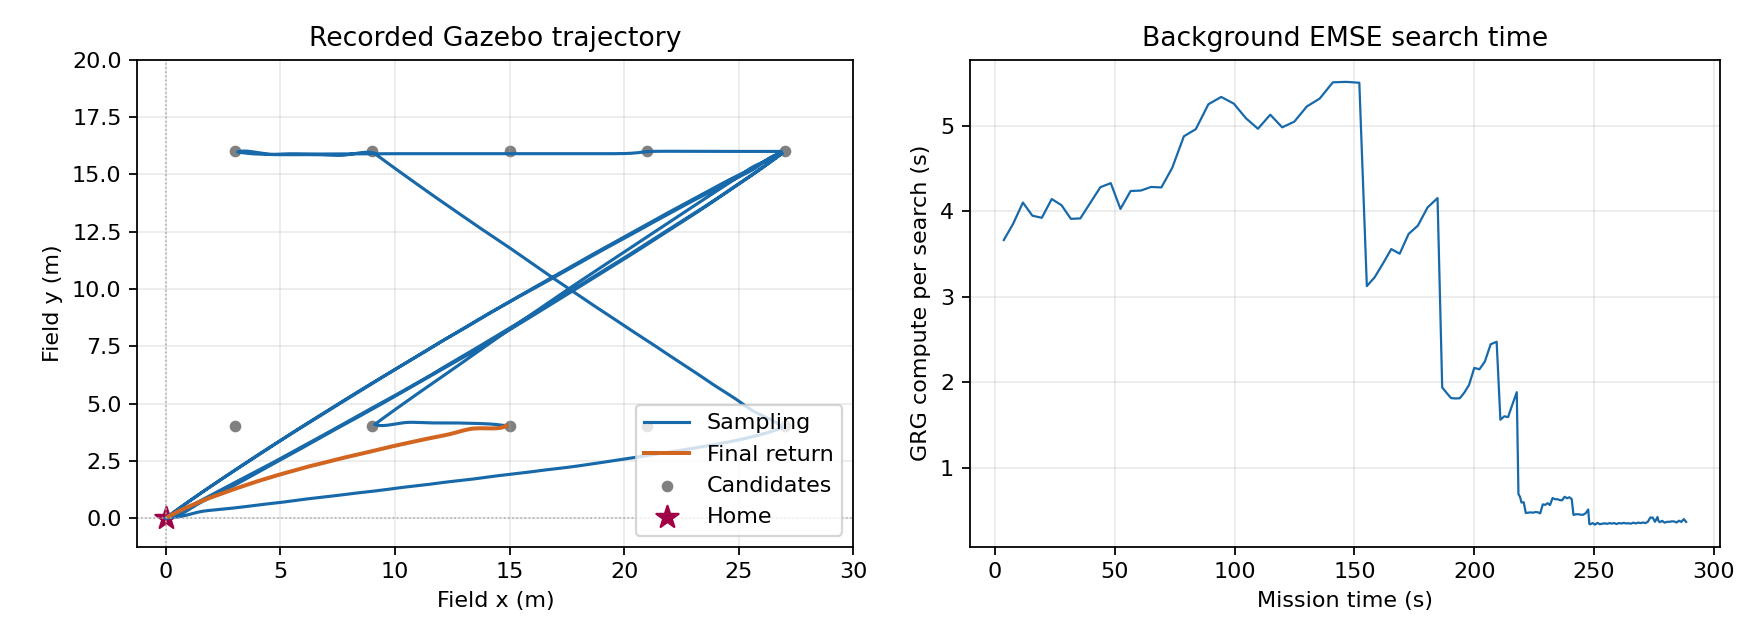 Recorded Gazebo trajectory
20.0
17.5
15.0
12.5
10.0
7.5
5.0
2.5
0.0
Field y (m)
0 5 10 15 20 25 30
Field x (m)
Sampling
Final return
Candidates
Home
Background EMSE search time
5
4
3
2
1
GRG compute per search (s)
0 50 100 150 200 250 300
Mission time (s)